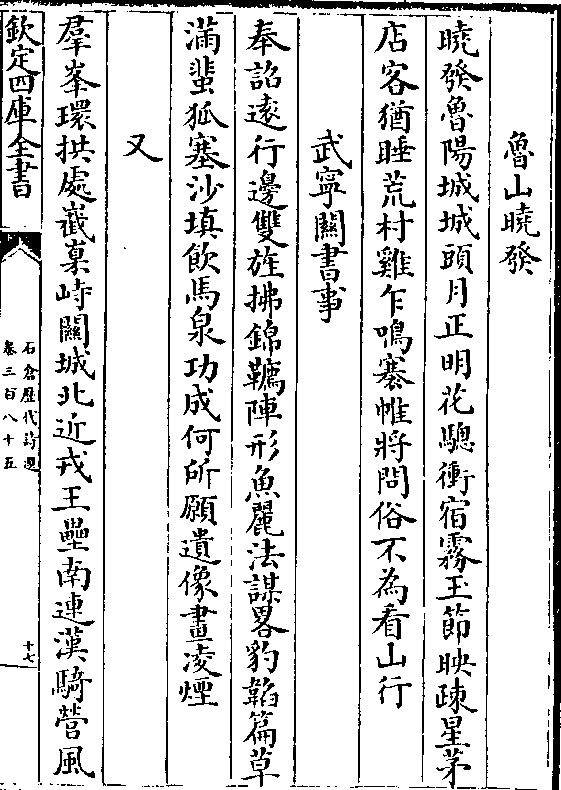 魯山曉發
曉發魯陽城城頭月正明花驄衝宿霧玉節映疎星茅
店客猶睡荒村雞乍鳴褰帷將問俗不為看山行
武寧關書事
奉詔逺行邊雙旌拂錦韉陣形魚麗法謀畧豹韜篇草
滿蜚狐塞沙填飲馬泉功成何所願遺像畫凌煙
又
羣峯環拱處嶻嵲峙關城北近戎王壘南連漢騎營風
欽定四庫全書
石倉歴代詩選
卷三百八十五
十七